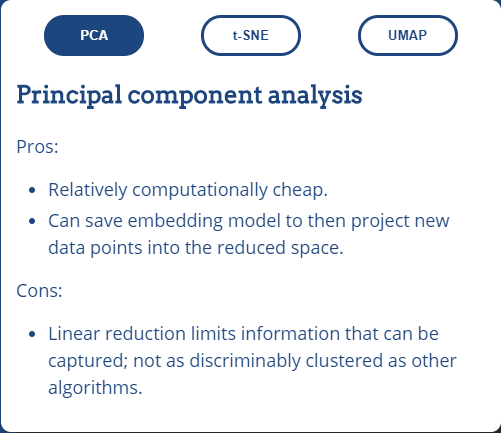 PCA
t-SNE
UMAP
Principal component analysis
Pros:
Relatively computationally cheap.
Can save embedding model to then project new
data points into the reduced space.
Cons:
Linear reduction limits information that can be
captured; not as discriminably clustered as other
algorithms.